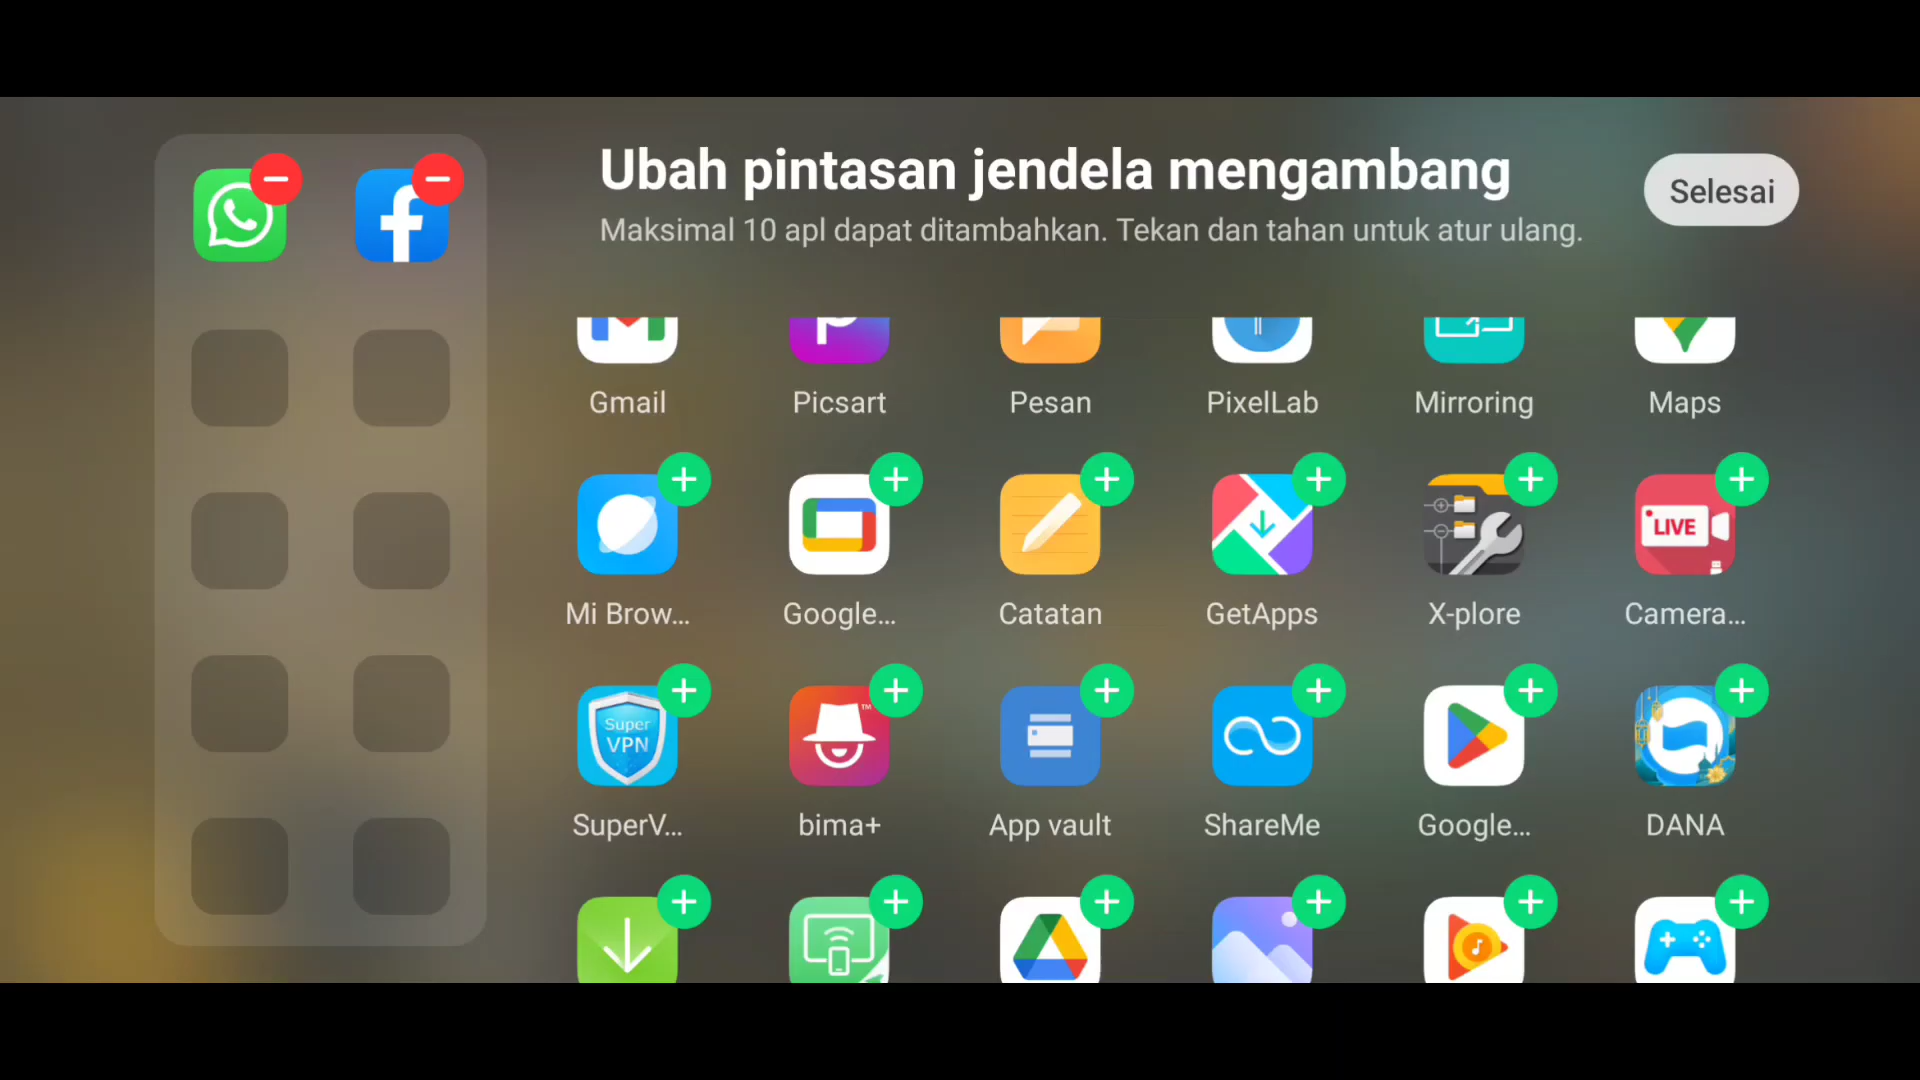 Ubah pintasan jendela mengambang
Maksimal 10 apl dapat ditambahkan. Tekan dan tahan untuk atur ulang.
Selesai
Gmail
Picsart
Pesan
PixelLab
Mirroring
Maps
LIVE
Mi Brow...
Google...
Catatan
GetApps
X-plore
Camera...
Super
VPN
TM
SuperV...
bima+
App vault
ShareMe
Google...
DANA